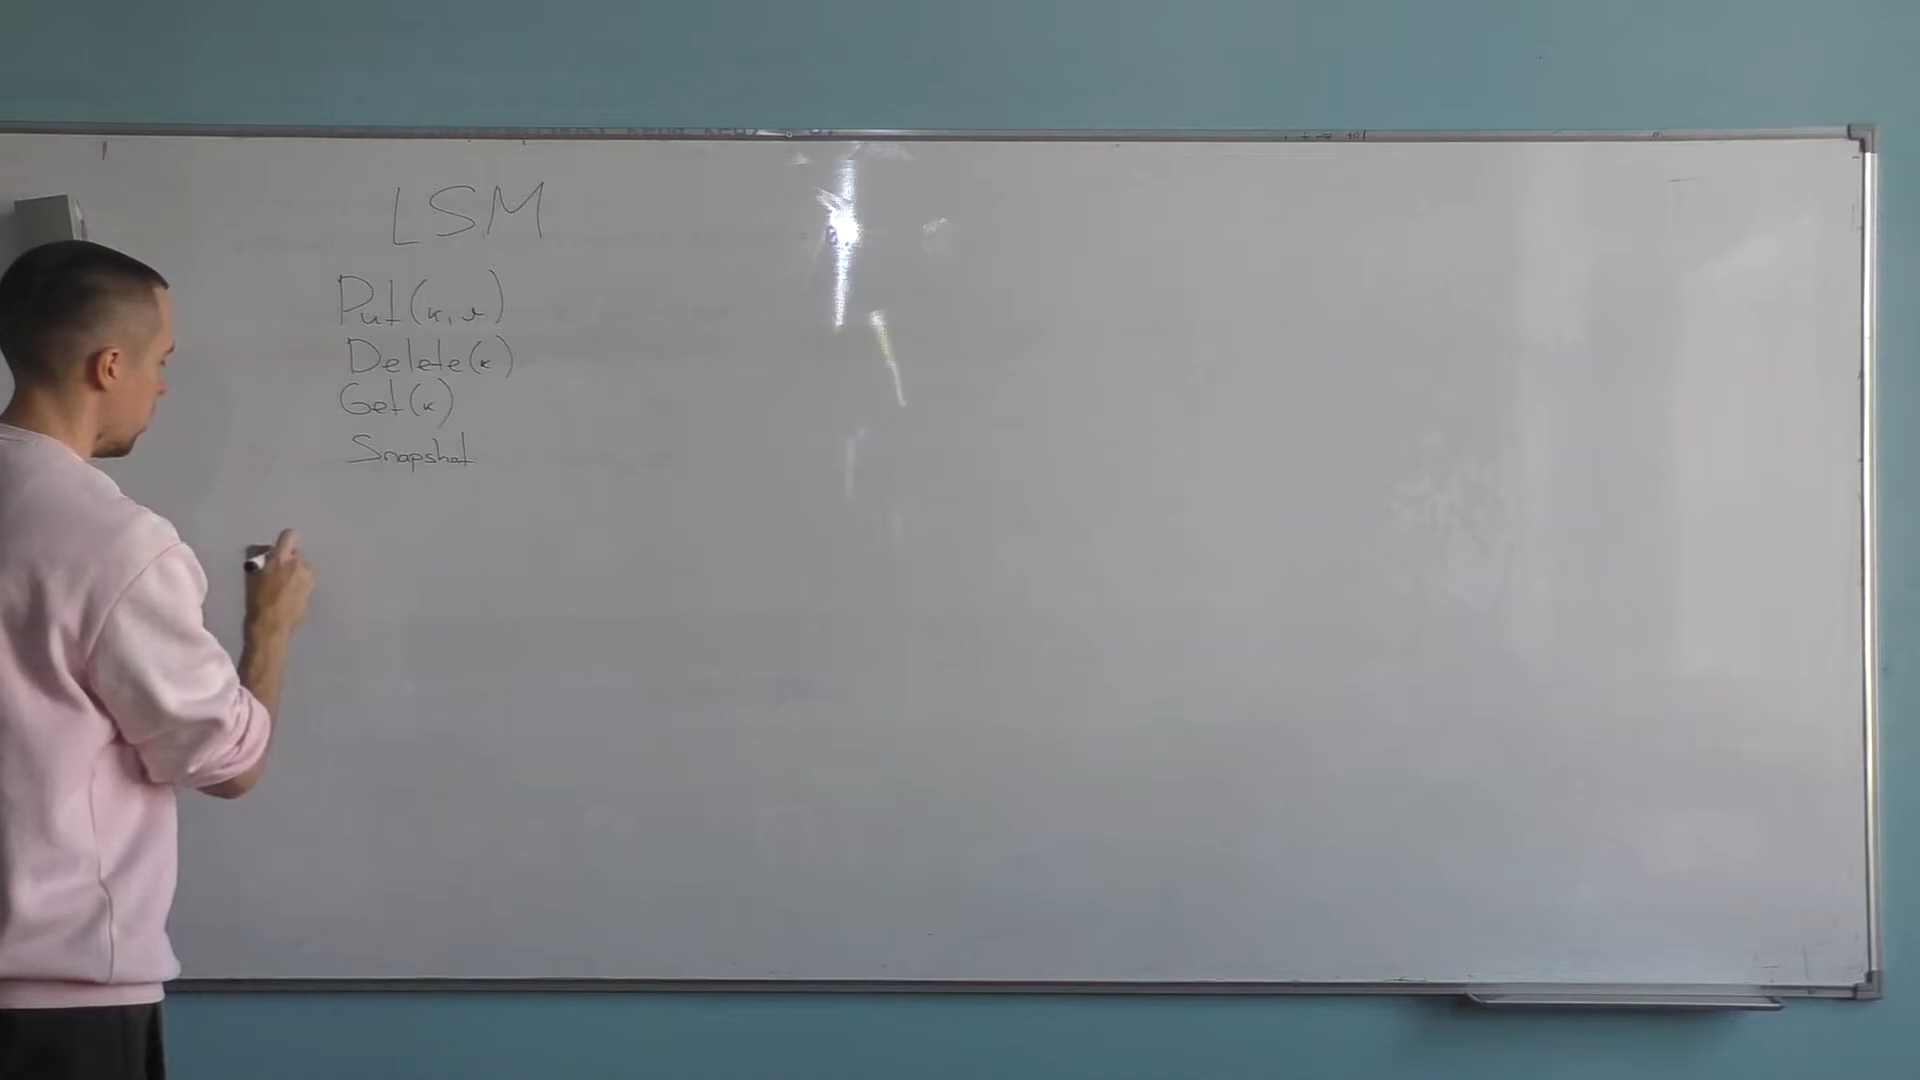 LSM
Put(k, v)
Delete(k)
Get(k)
Snapshot